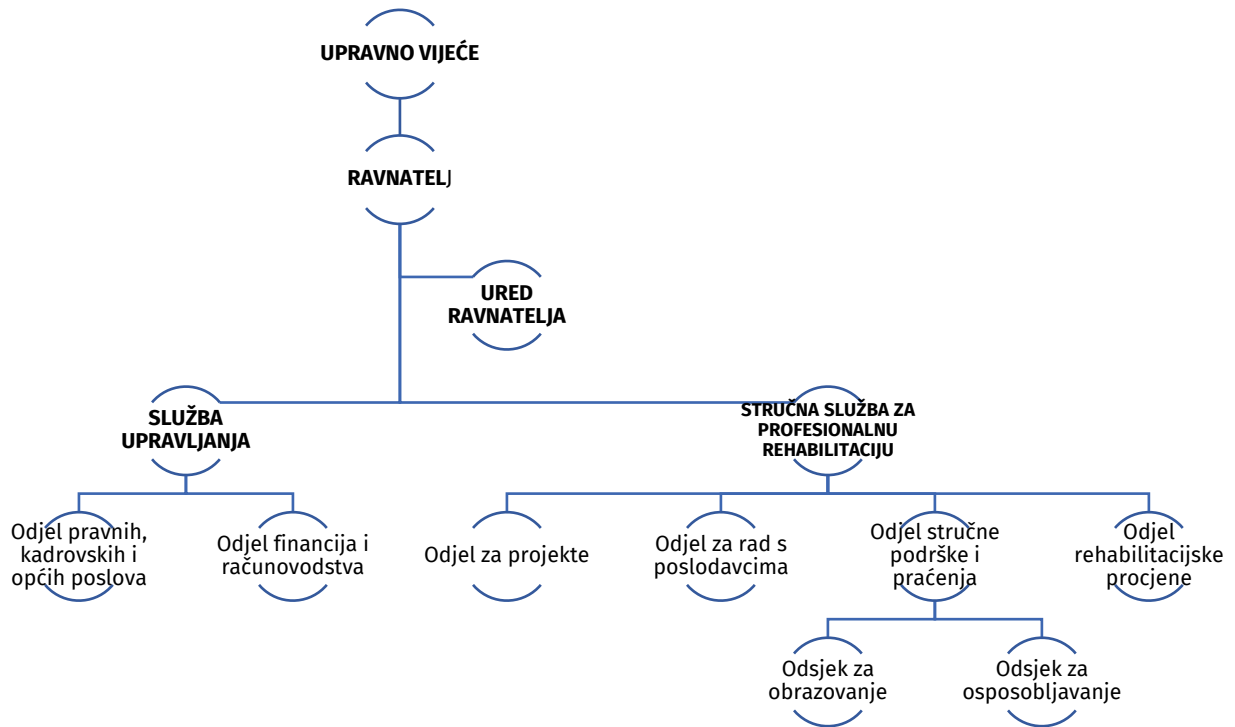 UPRAVNO VIJEĆE
RAVNATELJ
URED
RAVNATELJA
SLUŽBA
UPRAVLJANJA
STRUČNA SLUŽBA ZA
PROFESIONALNU
REHABILITACIJU
Odjel pravnih,
kadrovskih i
općih poslova
Odjel financija i
računovodstva
Odjel za projekte
Odjel za rad s
poslodavcima
Odjel stručne
podrške i
praćenja
Odjel
rehabilitacijske
procjene
Odsjek za
obrazovanje
Odsjek za
osposobljavanje